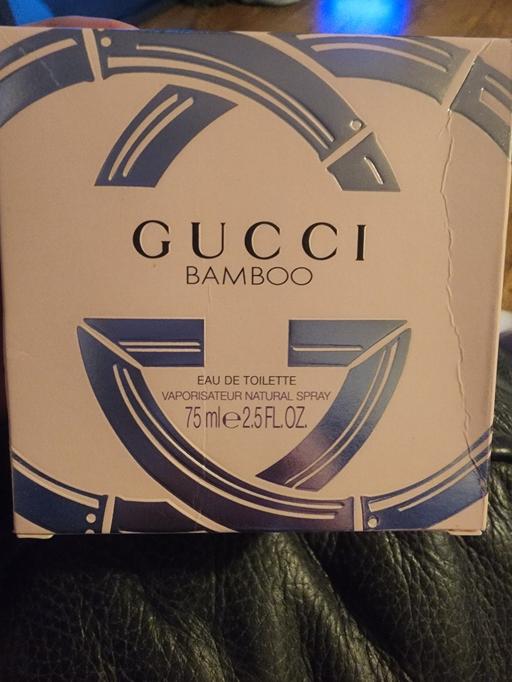 GUCCI
BAMBOO
EAU DE TOILETTE
VAPORISATEUR NATURAL SPRAY
75 ml e 2.5 FL. OZ.